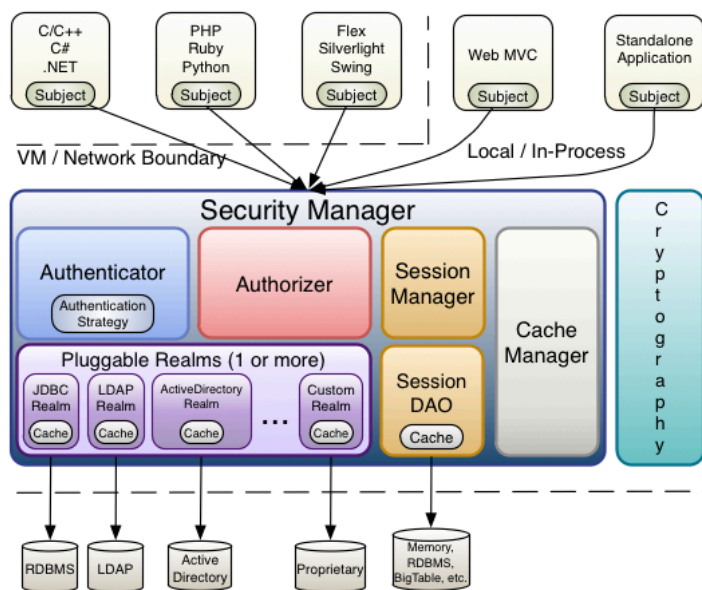 C/C++
C#
.NET
Subject
PHP
Ruby
Python
Subject
Flex
Silverlight
Swing
Subject
Web MVC
Subject
Standalone
Application
Subject
VM / Network Boundary
Local / In-Process
Security Manager
Authenticator
Authentication
Strategy
Authorizer
Session
Manager
Cache
Manager
Cryptography
Pluggable Realms (1 or more)
JDBC
Realm
Cache
LDAP
Realm
Cache
ActiveDirectory
Realm
Cache
...
Custom
Realm
Cache
Session
DAO
Cache
RDBMS
LDAP
Active
Directory
Proprietary
Memory,
RDBMS,
BigTable, etc.